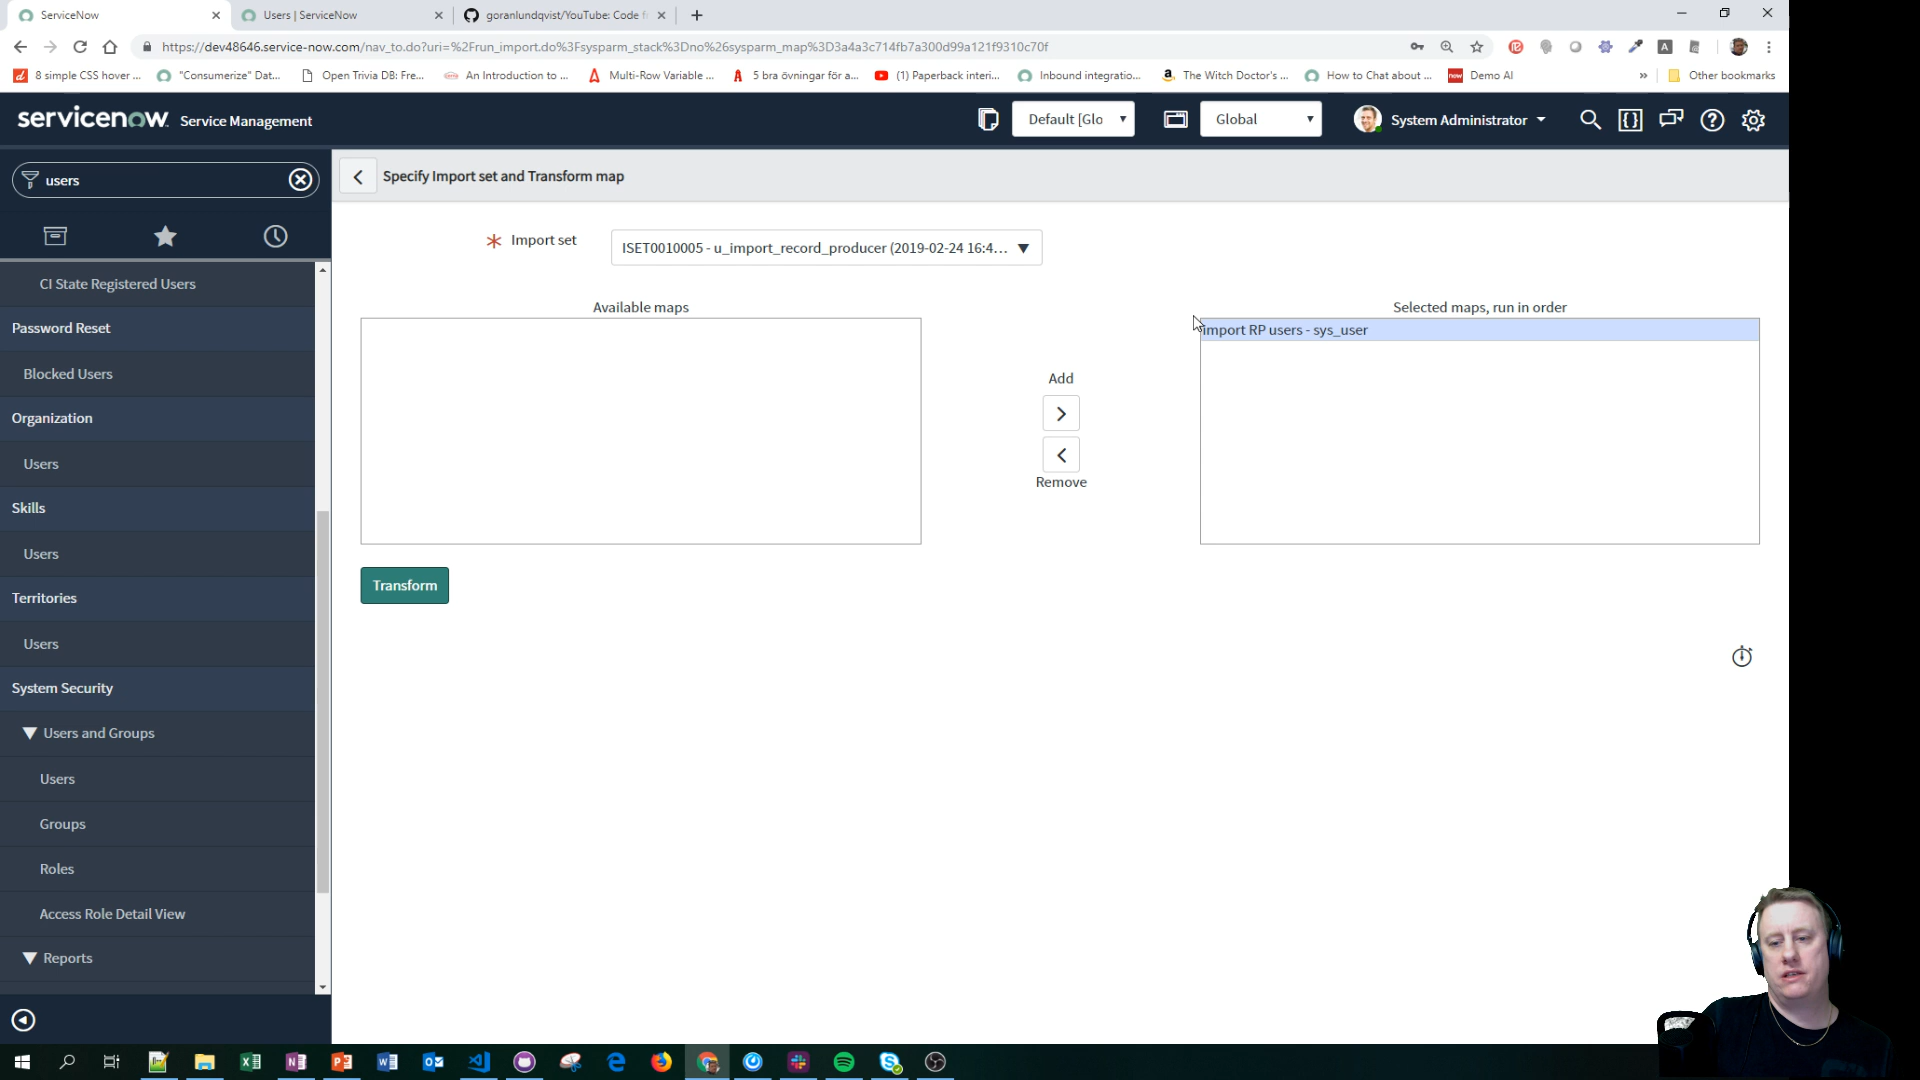 ServiceNow
Users | ServiceNow
goranlundqvist/YouTube: Code f
https://dev48646.service-now.com/nav_to.do?uri=%2Frun_import.do%3Fsysparm_stack%3Dno%26sysparm_map%3D3a4a3c714fb7a300d99a121f9310c70f
8 simple CSS hover ...
"Consumerize" Dat...
Open Trivia DB: Fre...
An Introduction to ...
Multi-Row Variable ...
5 bra övningar för a...
(1) Paperback interi...
Inbound integratio...
The Witch Doctor's ...
How to Chat about ...
Demo AI
»
Other bookmarks
servicenow Service Management
Default [Glo
Global
System Administrator
users
Specify Import set and Transform map
CI State Registered Users
Password Reset
Blocked Users
Organization
Users
Skills
Users
Territories
Users
System Security
Users and Groups
Users
Groups
Roles
Access Role Detail View
Reports
Import set
ISET0010005 - u_import_record_producer (2019-02-24 16:4...
Available maps
Add
Remove
Selected maps, run in order
import RP users - sys_user
Transform